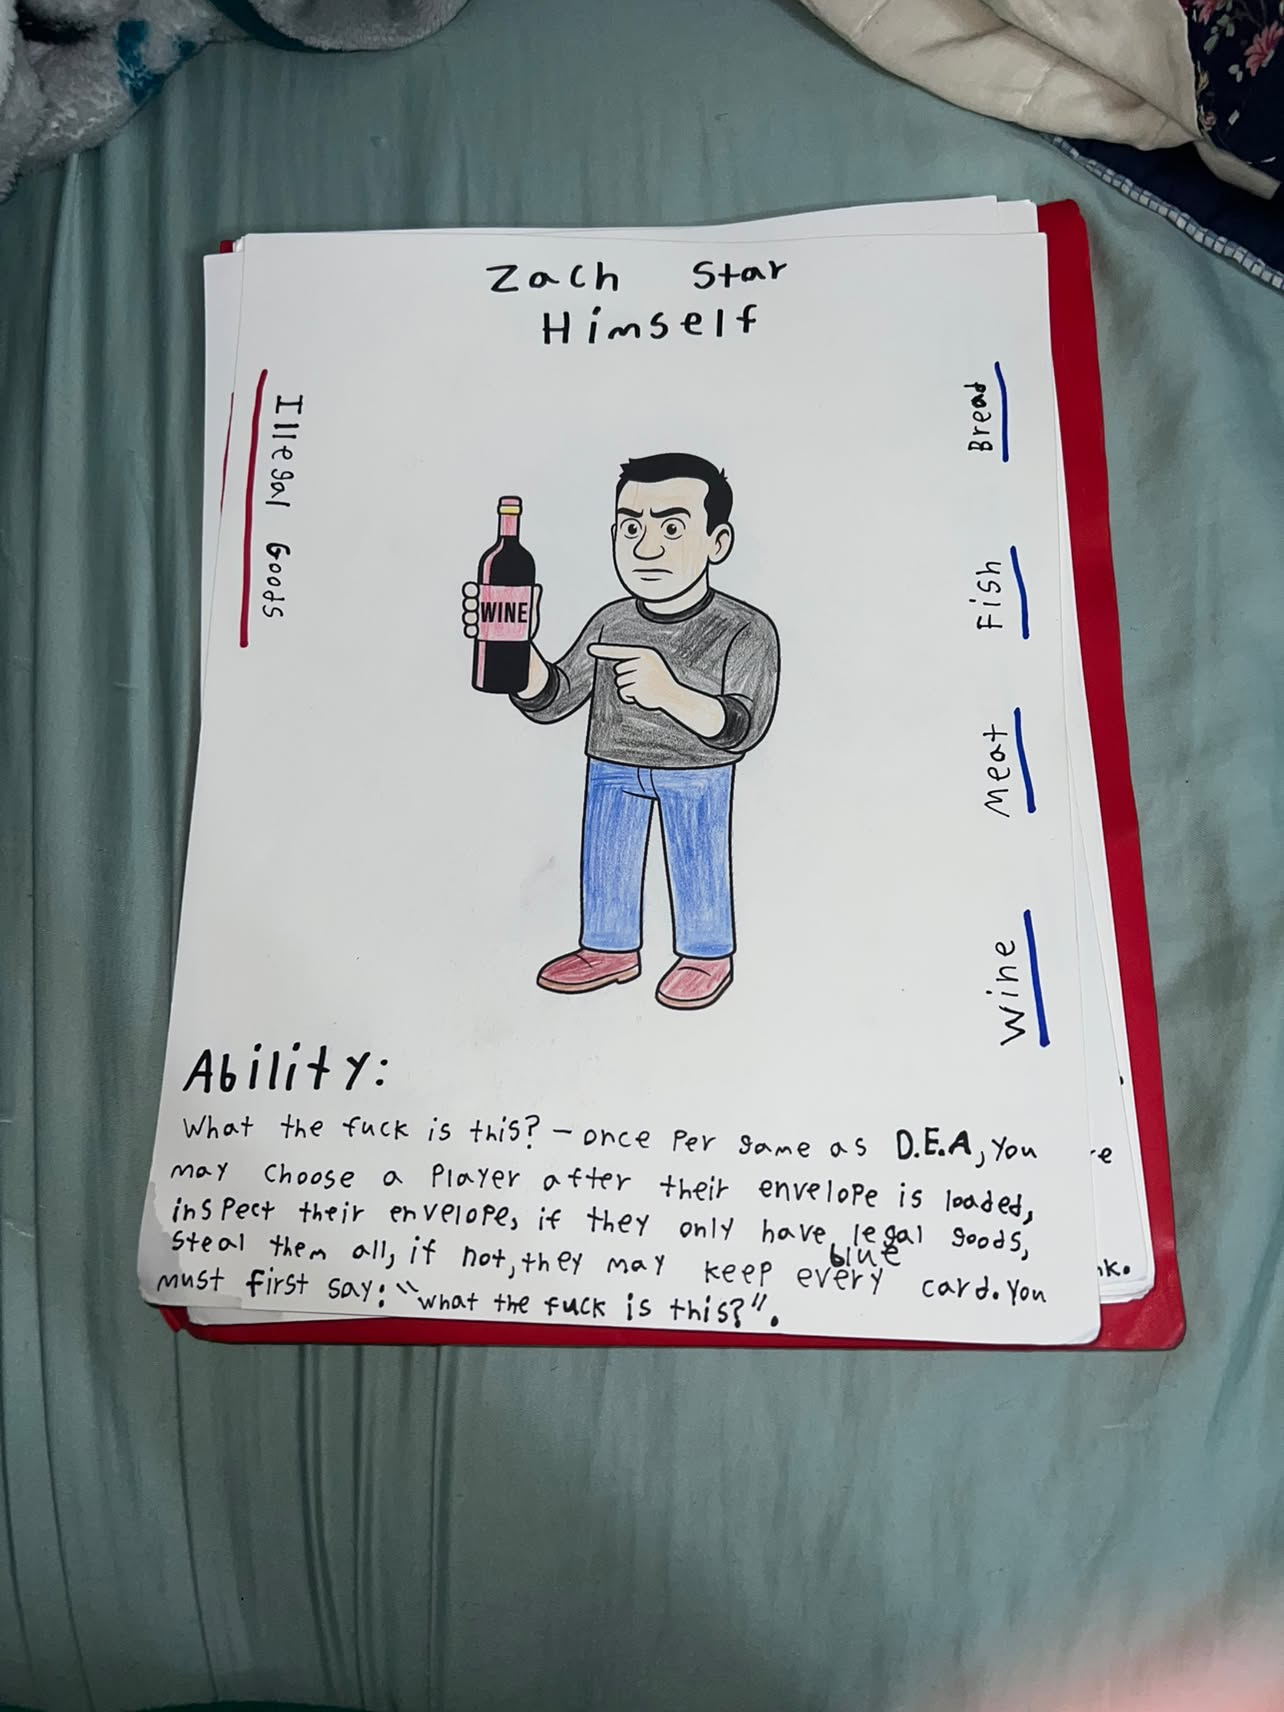 Zach Star
Himself
Illegal Goods
Bread
Fish
Meat
Wine
WINE
Ability:
What the fuck is this? – once Per game as D.E.A, you
may choose a Player after their envelope is loaded,
inspect their envelope, if they only have legal goods,
steal them all, if not, they may keep every blue card. You
must first say: "what the fuck is this?".
re
nk.